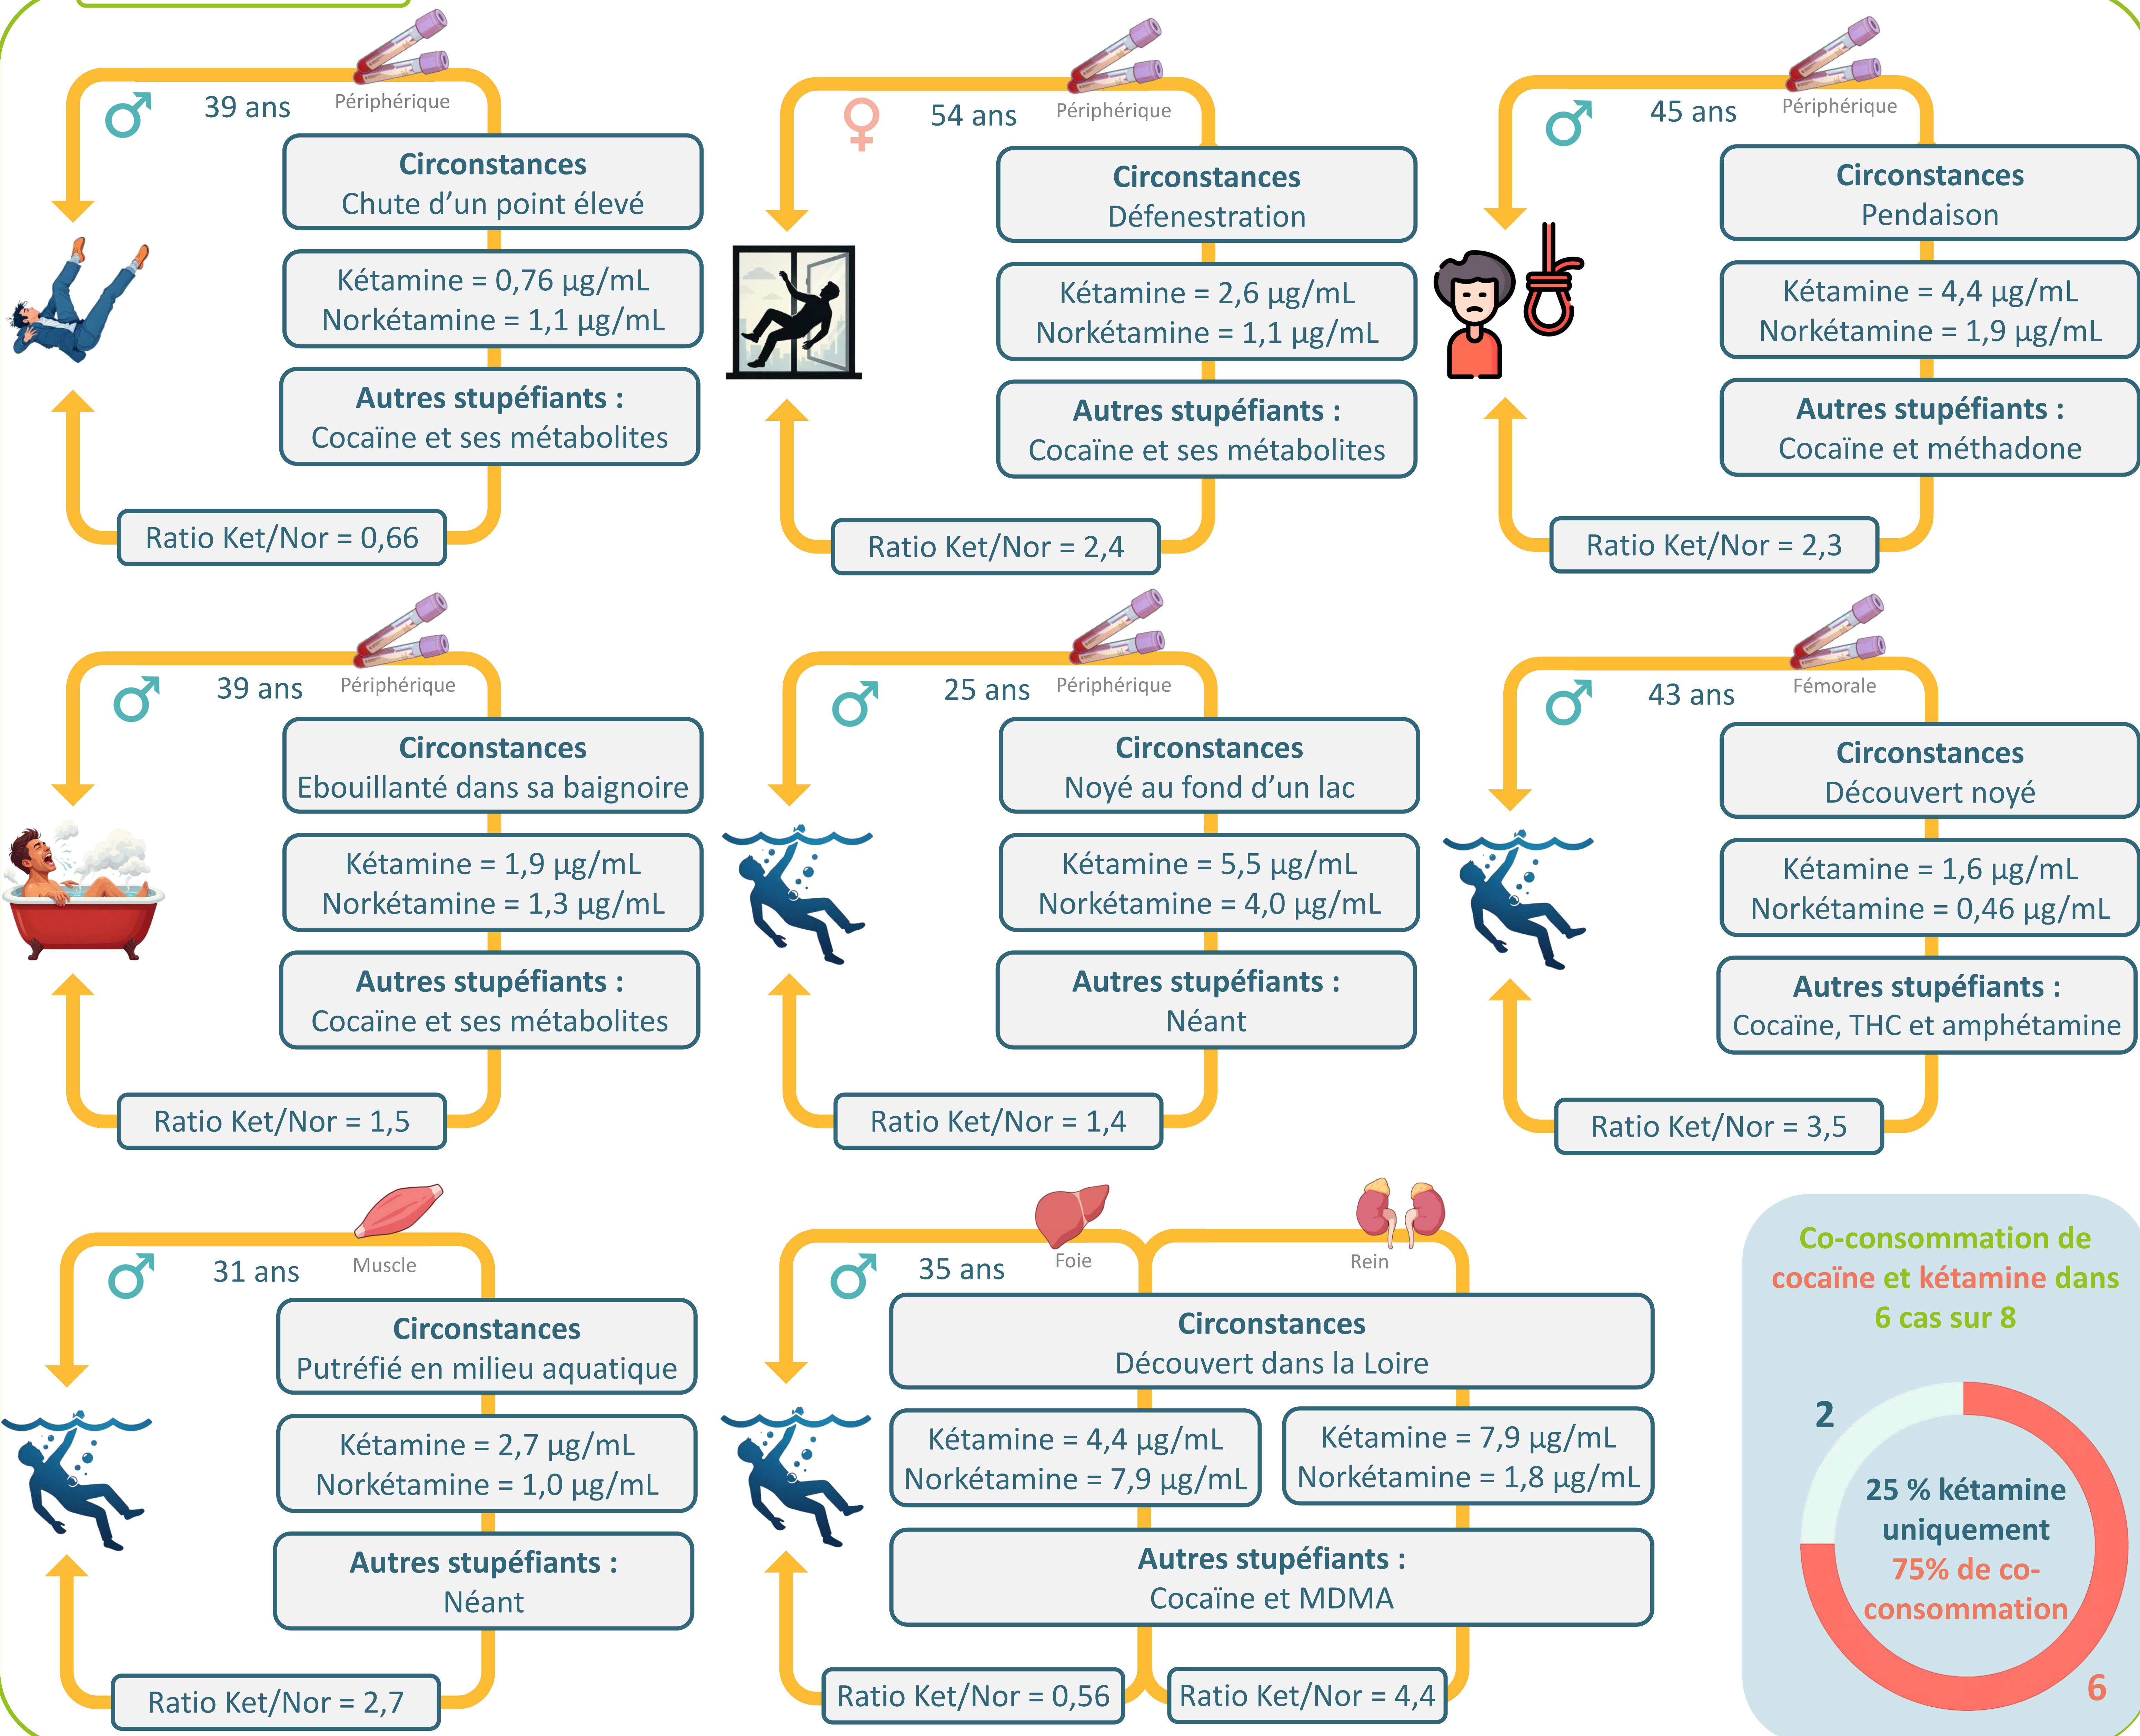 39 ans
Périphérique
Circonstances
Chute d’un point élevé
Kétamine = 0,76 µg/mL
Norkétamine = 1,1 µg/mL
Autres stupéfiants :
Cocaïne et ses métabolites
Ratio Ket/Nor = 0,66
54 ans
Périphérique
Circonstances
Défenestration
Kétamine = 2,6 µg/mL
Norkétamine = 1,1 µg/mL
Autres stupéfiants :
Cocaïne et ses métabolites
Ratio Ket/Nor = 2,4
45 ans
Périphérique
Circonstances
Pendaison
Kétamine = 4,4 µg/mL
Norkétamine = 1,9 µg/mL
Autres stupéfiants :
Cocaïne et méthadone
Ratio Ket/Nor = 2,3
39 ans
Périphérique
Circonstances
Ebouillanté dans sa baignoire
Kétamine = 1,9 µg/mL
Norkétamine = 1,3 µg/mL
Autres stupéfiants :
Cocaïne et ses métabolites
Ratio Ket/Nor = 1,5
25 ans
Périphérique
Circonstances
Noyé au fond d’un lac
Kétamine = 5,5 µg/mL
Norkétamine = 4,0 µg/mL
Autres stupéfiants :
Néant
Ratio Ket/Nor = 1,4
43 ans
Fémorale
Circonstances
Découvert noyé
Kétamine = 1,6 µg/mL
Norkétamine = 0,46 µg/mL
Autres stupéfiants :
Cocaïne, THC et amphétamine
Ratio Ket/Nor = 3,5
31 ans
Muscle
Circonstances
Putréfié en milieu aquatique
Kétamine = 2,7 µg/mL
Norkétamine = 1,0 µg/mL
Autres stupéfiants :
Néant
Ratio Ket/Nor = 2,7
35 ans
Foie
Rein
Circonstances
Découvert dans la Loire
Kétamine = 4,4 µg/mL
Norkétamine = 7,9 µg/mL
Kétamine = 7,9 µg/mL
Norkétamine = 1,8 µg/mL
Autres stupéfiants :
Cocaïne et MDMA
Ratio Ket/Nor = 0,56
Ratio Ket/Nor = 4,4
Co-consommation de
cocaïne et kétamine dans
6 cas sur 8
2
25 % kétamine
uniquement
75% de co-
consommation
6